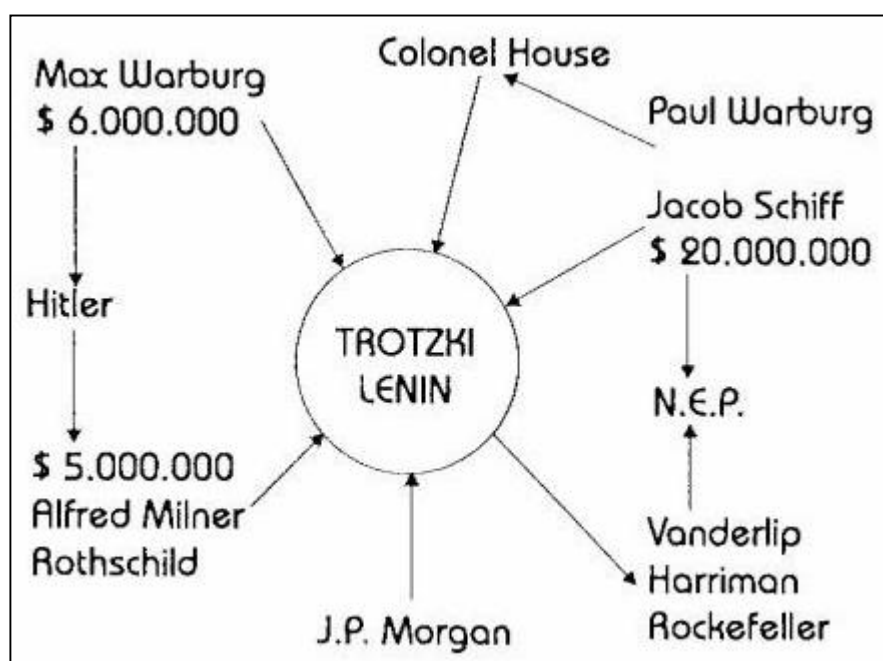 Max Warburg
$ 6.000.000
Colonel House
Paul Warburg
Jacob Schiff
$ 20.000.000
Hitler
TROTZKI
LENIN
N.E.P.
$ 5.000.000
Alfred Milner
Rothschild
J.P. Morgan
Vanderlip
Harriman
Rockefeller